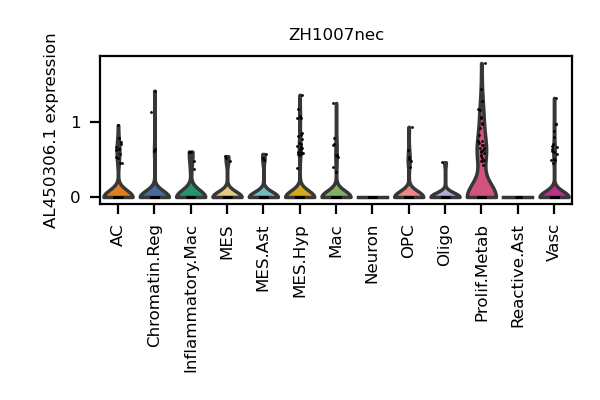 ZH1007nec
AL450306.1 expression
1
0
AC
Chromatin.Reg
Inflammatory.Mac
MES
MES.Ast
MES.Hyp
Mac
Neuron
OPC
Oligo
Prolif.Metab
Reactive.Ast
Vasc